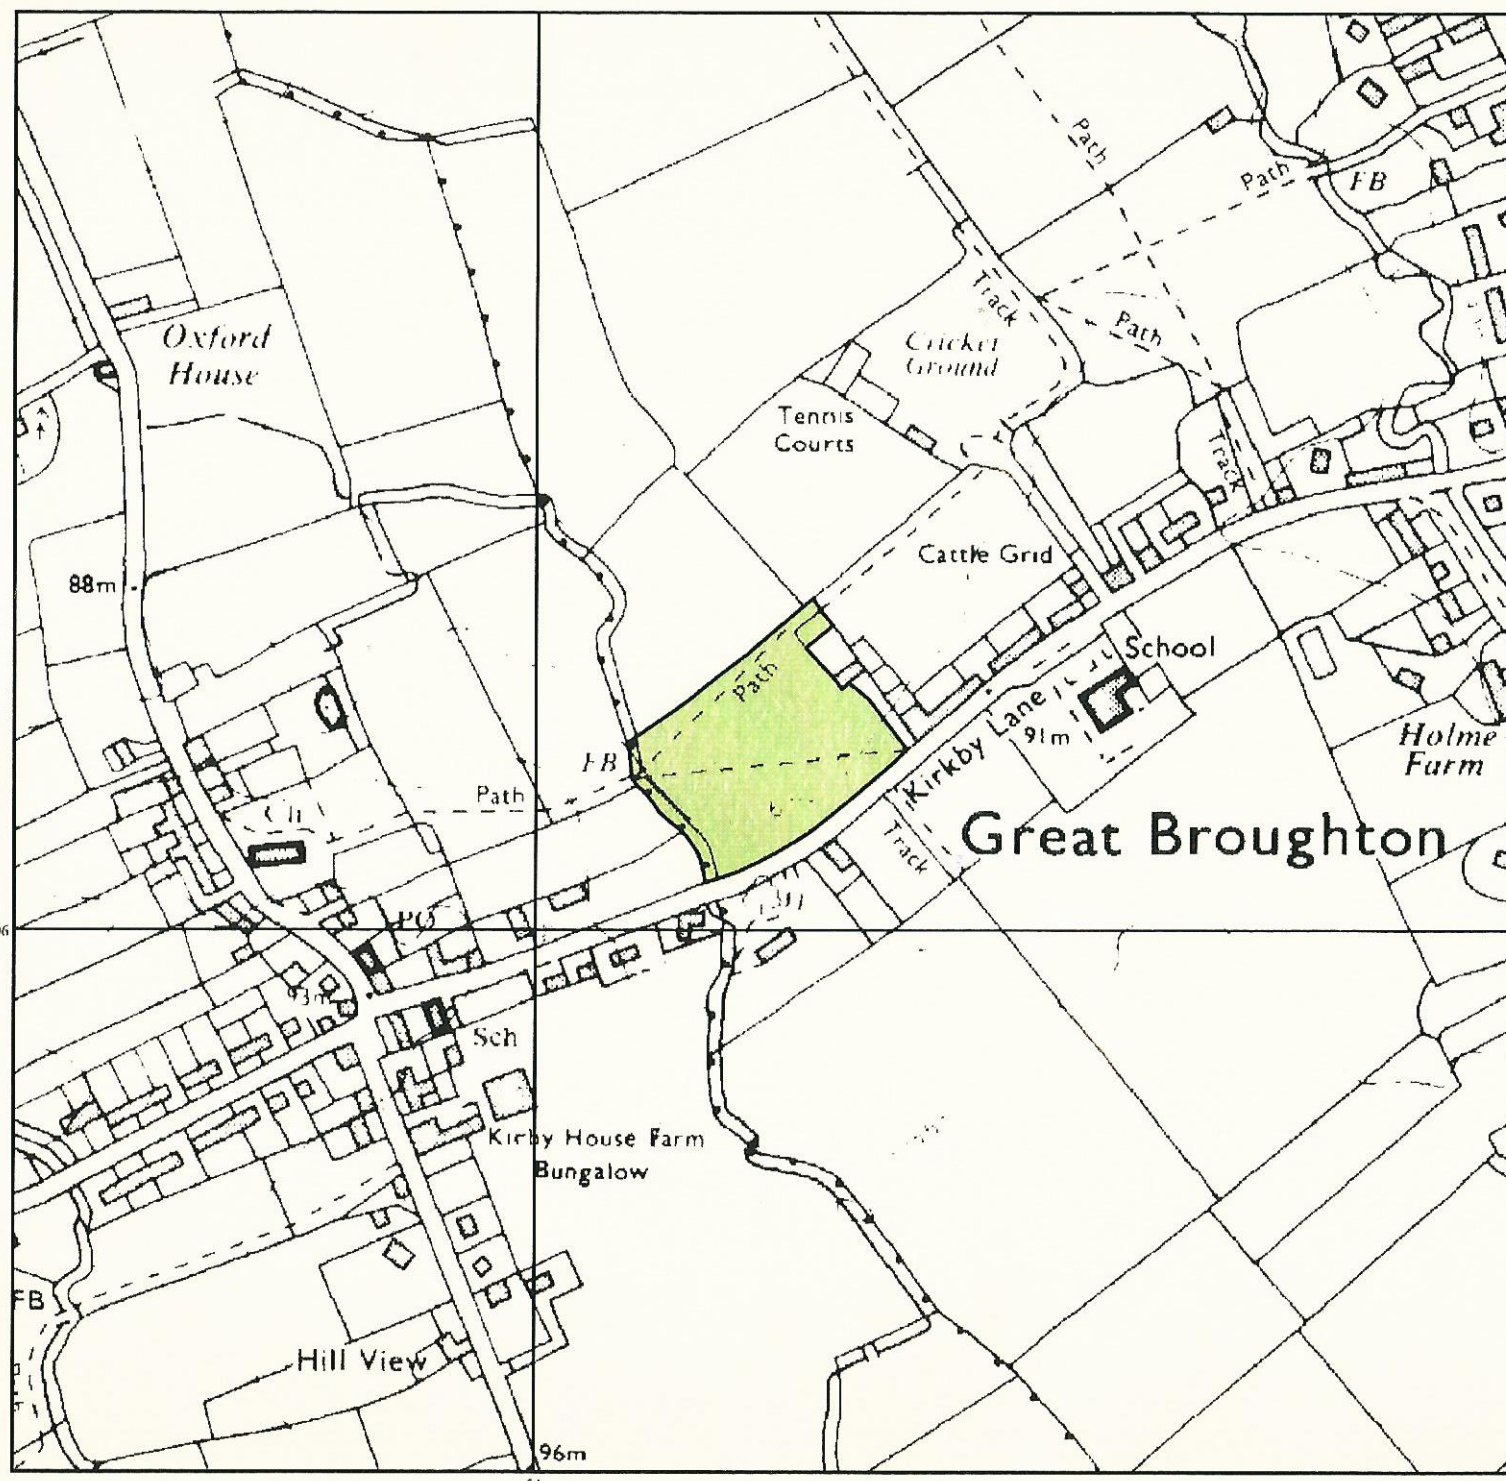 Path
Path
FB
Track
Path
Oxford
House
Cricket
Ground
Tennis
Courts
Track
Cattle Grid
88m
School
Path
Kirkby Lane
91m
Holme
Farm
FB
Path
Ch
Track
Great Broughton
PO
93m
Sch
Kirby House Farm
Bungalow
FB
Hill View
96m